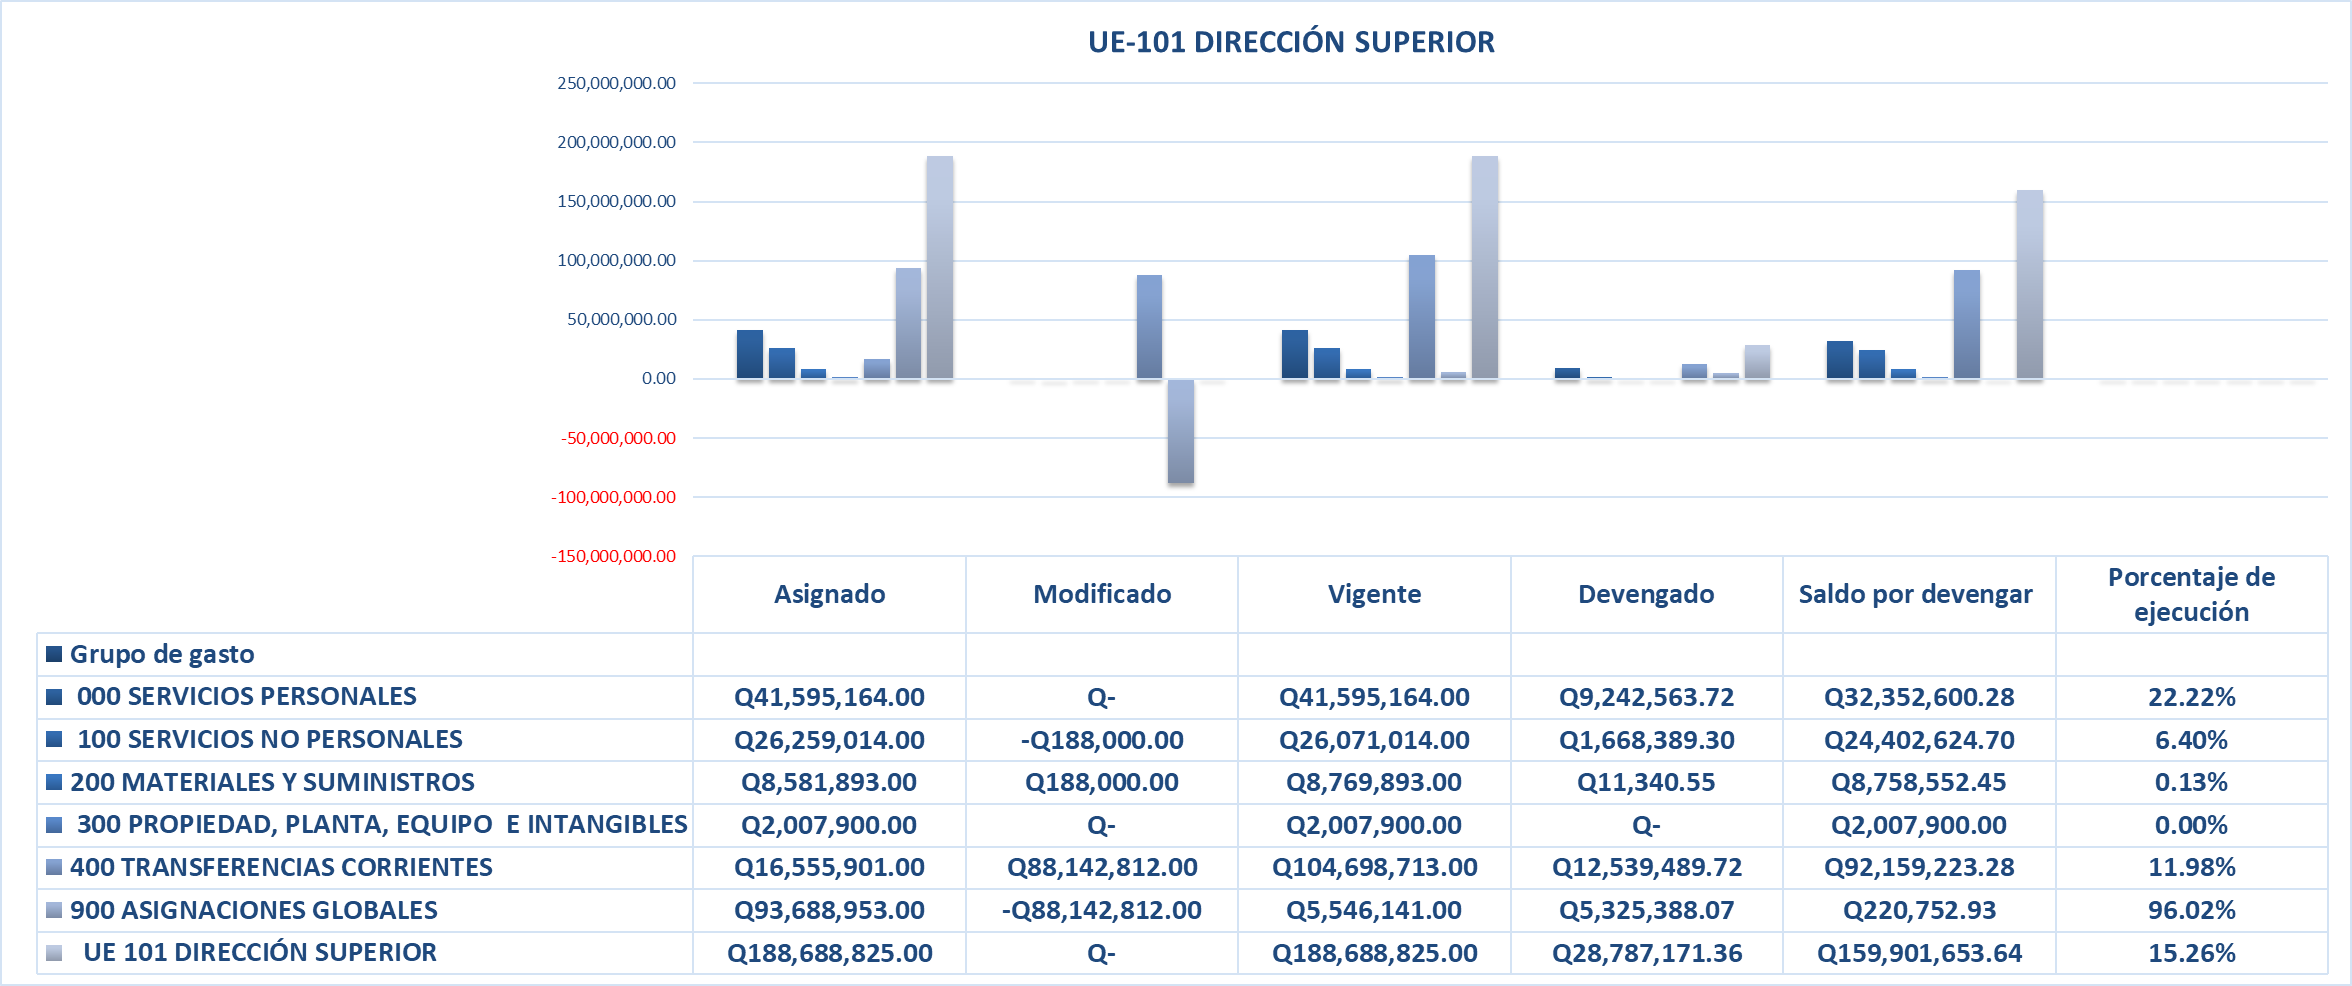 UE-101 DIRECCIÓN SUPERIOR
250,000,000.00
200,000,000.00
150,000,000.00
100,000,000.00
50,000,000.00
0.00
-50,000,000.00
-100,000,000.00
-150,000,000.00
Asignado Modificado Vigente Devengado Saldo por devengar Porcentaje de
ejecución
Grupo de gasto
000 SERVICIOS PERSONALES Q41,595,164.00 Q- Q41,595,164.00 Q9,242,563.72 Q32,352,600.28 22.22%
100 SERVICIOS NO PERSONALES Q26,259,014.00 -Q188,000.00 Q26,071,014.00 Q1,668,389.30 Q24,402,624.70 6.40%
200 MATERIALES Y SUMINISTROS Q8,581,893.00 Q188,000.00 Q8,769,893.00 Q11,340.55 Q8,758,552.45 0.13%
300 PROPIEDAD, PLANTA, EQUIPO E INTANGIBLES Q2,007,900.00 Q- Q2,007,900.00 Q- Q2,007,900.00 0.00%
400 TRANSFERENCIAS CORRIENTES Q16,555,901.00 Q88,142,812.00 Q104,698,713.00 Q12,539,489.72 Q92,159,223.28 11.98%
900 ASIGNACIONES GLOBALES Q93,688,953.00 -Q88,142,812.00 Q5,546,141.00 Q5,325,388.07 Q220,752.93 96.02%
UE 101 DIRECCIÓN SUPERIOR Q188,688,825.00 Q- Q188,688,825.00 Q28,787,171.36 Q159,901,653.64 15.26%